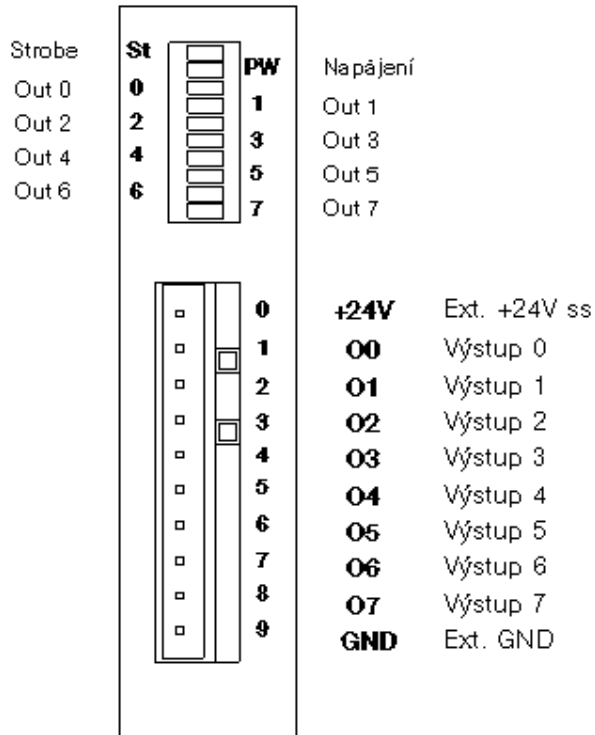 Strobe St
PW Napájení
Out 0 0
1 Out 1
Out 2 2
3 Out 3
Out 4 4
5 Out 5
Out 6 6
7 Out 7
0 +24V Ext. +24V ss
1 O0 Výstup 0
2 O1 Výstup 1
3 O2 Výstup 2
4 O3 Výstup 3
5 O4 Výstup 4
6 O5 Výstup 5
7 O6 Výstup 6
8 O7 Výstup 7
9 GND Ext. GND